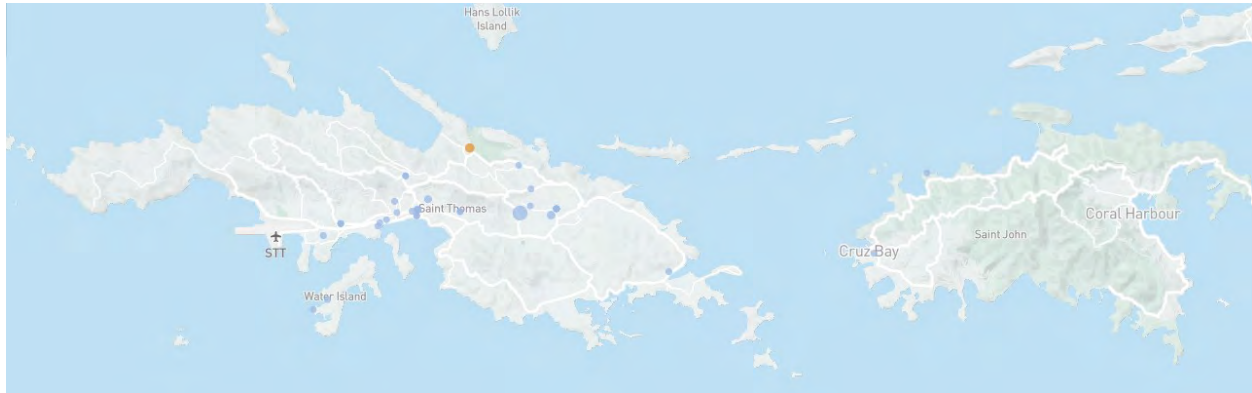 Hans Lollik
Island
Saint Thomas
Coral Harbour
Saint John
STT
Cruz Bay
Water Island